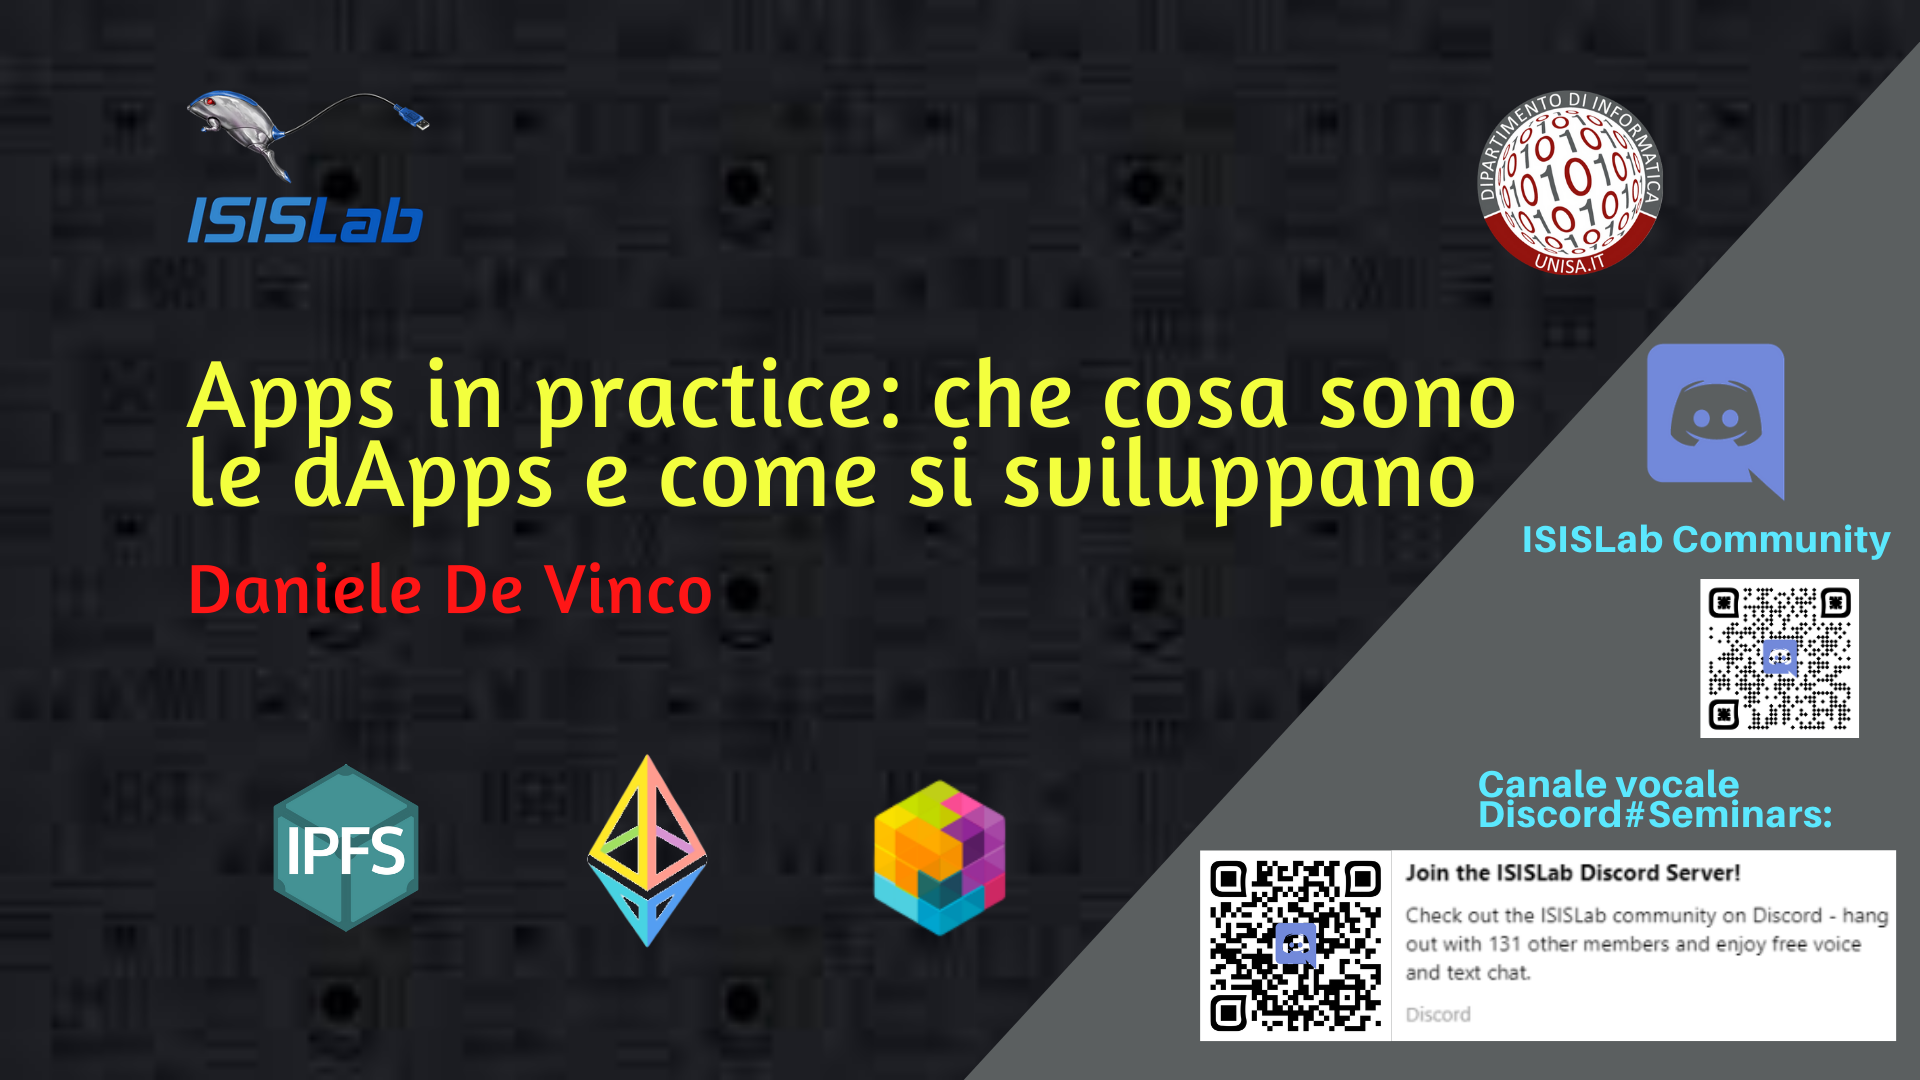 ISISLab
DIPARTIMENTO DI INFORMATICA
UNISA.IT
Apps in practice: che cosa sono
le dApps e come si sviluppano
Daniele De Vinco
IPFS
ISISLab Community
Canale vocale
Discord#Seminars:
Join the ISISLab Discord Server!
Check out the ISISLab community on Discord - hang
out with 131 other members and enjoy free voice
and text chat.
Discord